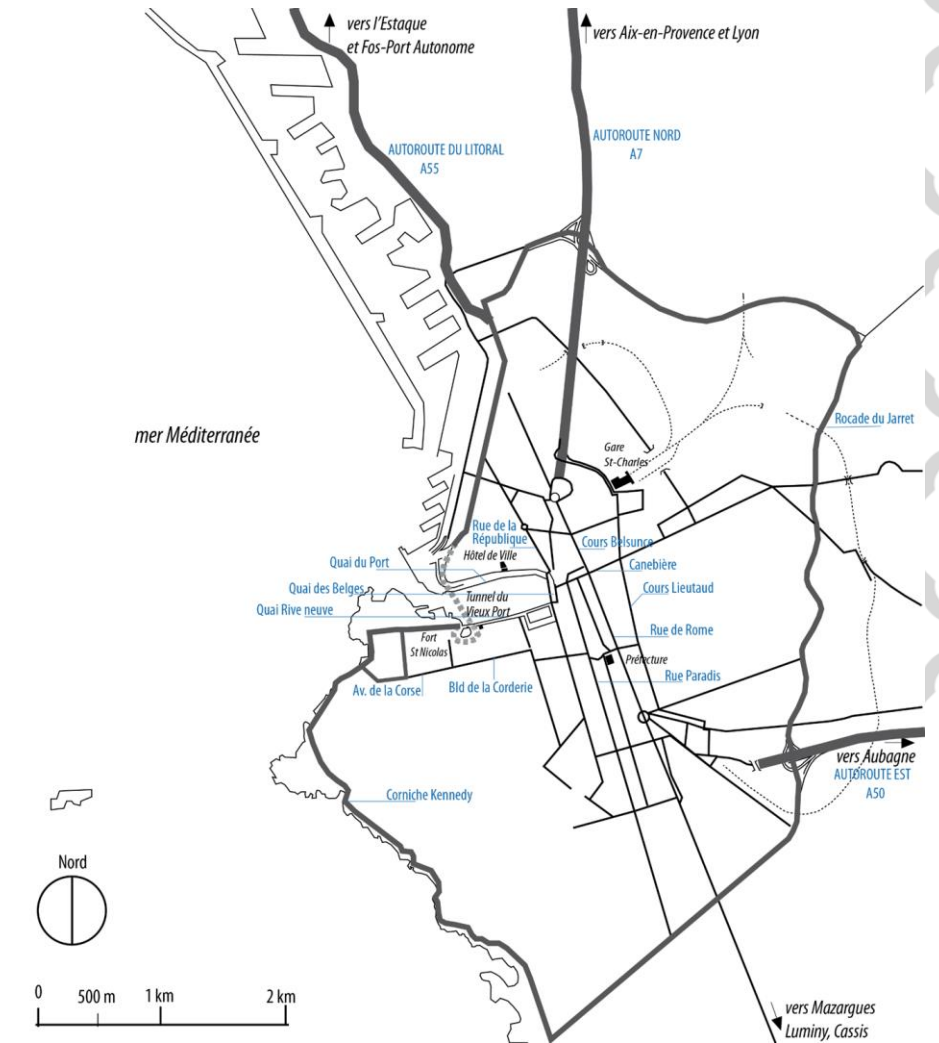 vers l'Estaque
et Fos-Port Autonome
vers Aix-en-Provence et Lyon
AUTOROUTE DU LITORAL
A55
AUTOROUTE NORD
A7
mer Méditerranée
Rocade du Jarret
Gare
St-Charles
Rue de la
République
Cours Belsunce
Hôtel de Ville
Quai du Port
Canebière
Quai des Belges
Cours Lieutaud
Tunnel du
Vieux Port
Quai Rive neuve
Rue de Rome
Fort
St Nicolas
Préfecture
Rue Paradis
Av. de la Corse
Bld de la Corderie
vers Aubagne
AUTOROUTE EST
A50
Corniche Kennedy
Nord
0 500 m 1 km 2 km
vers Mazargues
Luminy, Cassis